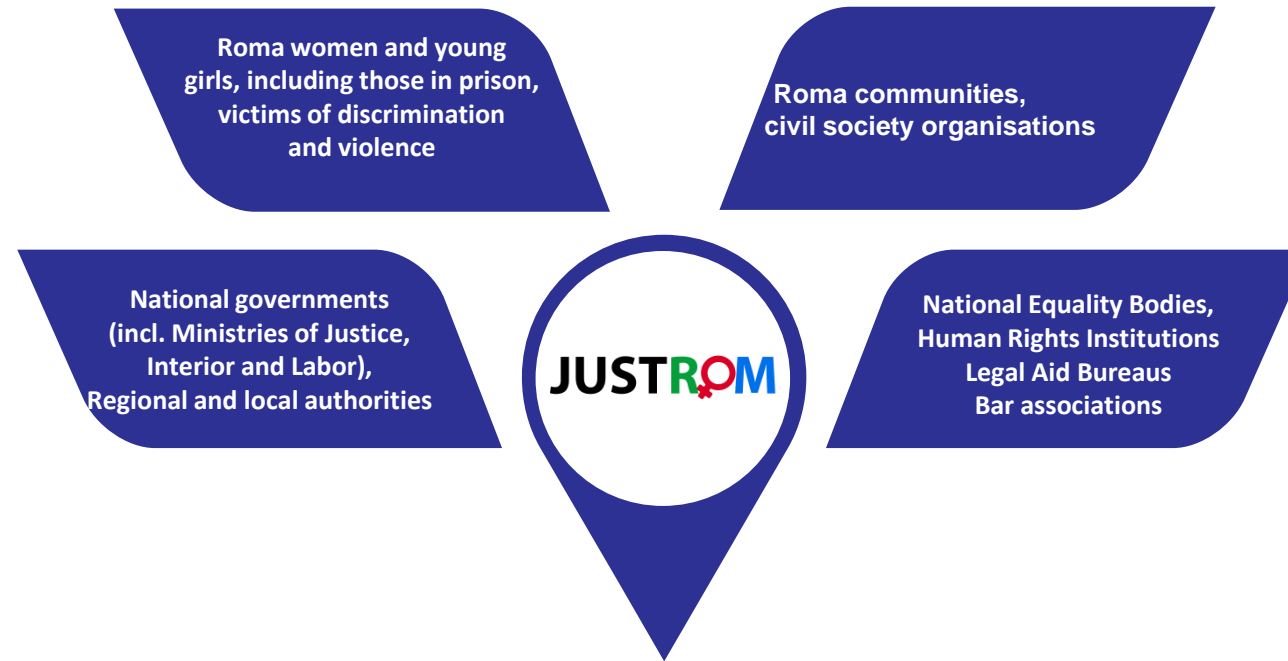 Roma women and young
girls, including those in prison,
victims of discrimination
and violence
Roma communities,
civil society organisations
National governments
(incl. Ministries of Justice,
Interior and Labor),
Regional and local authorities
JUSTROM
National Equality Bodies,
Human Rights Institutions
Legal Aid Bureaus
Bar associations